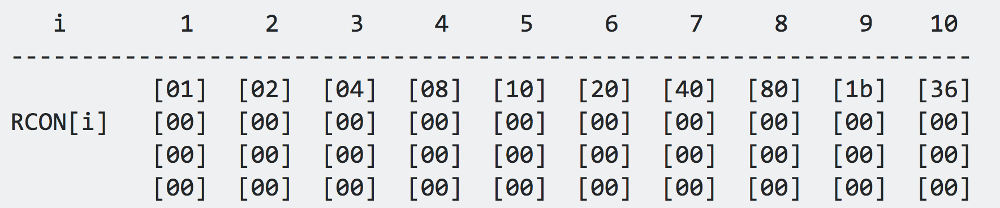 i 1 2 3 4 5 6 7 8 9 10
--------------------------------------------------------------------
[01] [02] [04] [08] [10] [20] [40] [80] [1b] [36]
RCON[i] [00] [00] [00] [00] [00] [00] [00] [00] [00] [00]
[00] [00] [00] [00] [00] [00] [00] [00] [00] [00]
[00] [00] [00] [00] [00] [00] [00] [00] [00] [00]